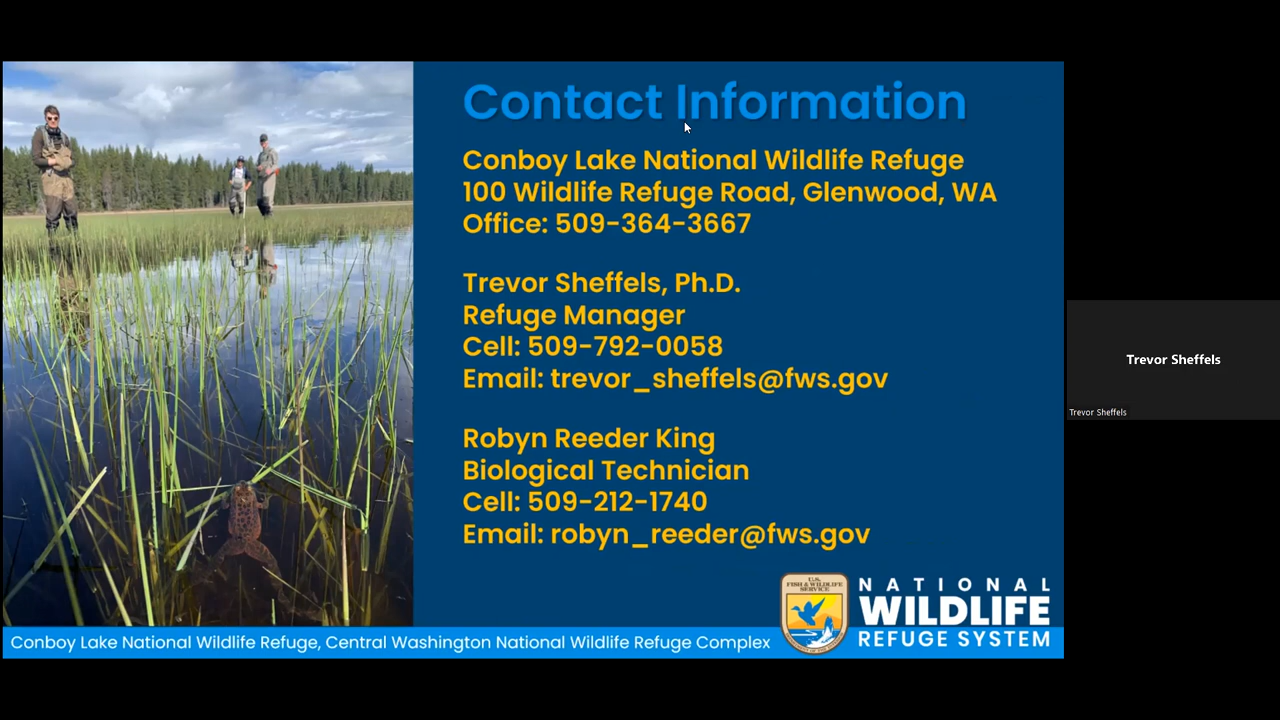 Contact Information
Conboy Lake National Wildlife Refuge
100 Wildlife Refuge Road, Glenwood, WA
Office: 509-364-3667
Trevor Sheffels, Ph.D.
Refuge Manager
Cell: 509-792-0058
Email: trevor_sheffels@fws.gov
Robyn Reeder King
Biological Technician
Cell: 509-212-1740
Email: robyn_reeder@fws.gov
U.S.
FISH & WILDLIFE
SERVICE
NATIONAL
WILDLIFE
REFUGE SYSTEM
Conboy Lake National Wildlife Refuge, Central Washington National Wildlife Refuge Complex
Trevor Sheffels
Trevor Sheffels